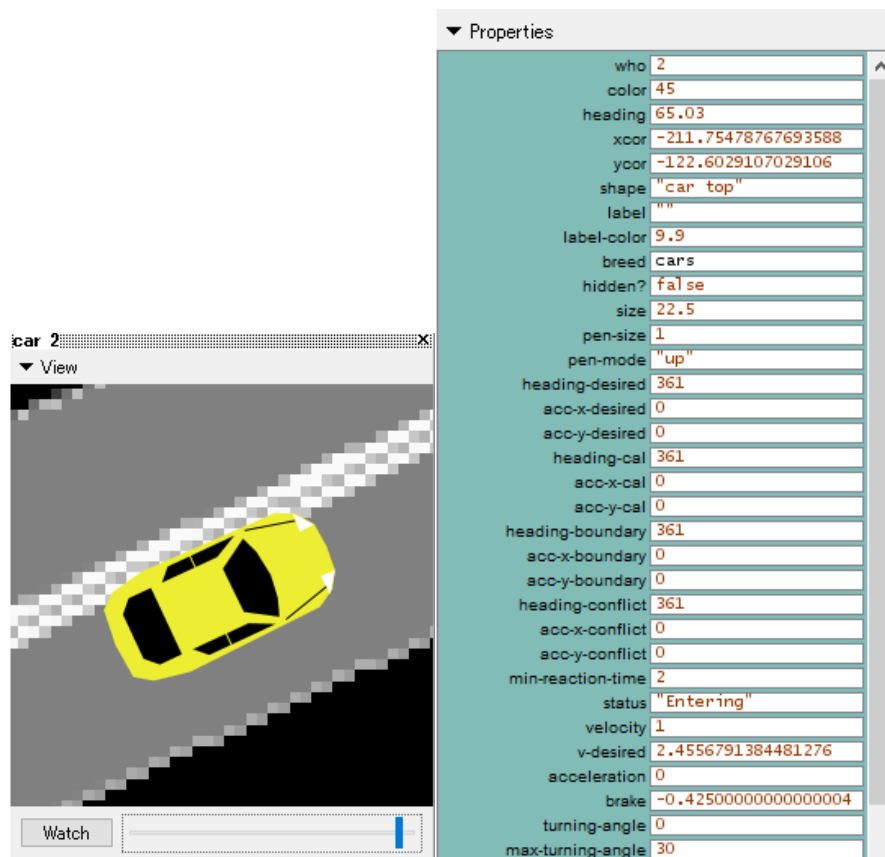 car 2
View
Watch
Properties
who 2
color 45
heading 65.03
xcor -211.75478767693588
ycor -122.6029107029106
shape "car top"
label ""
label-color 9.9
breed cars
hidden? false
size 22.5
pen-size 1
pen-mode "up"
heading-desired 361
acc-x-desired 0
acc-y-desired 0
heading-cal 361
acc-x-cal 0
acc-y-cal 0
heading-boundary 361
acc-x-boundary 0
acc-y-boundary 0
heading-conflict 361
acc-x-conflict 0
acc-y-conflict 0
min-reaction-time 2
status "Entering"
velocity 1
v-desired 2.4556791384481276
acceleration 0
brake -0.42500000000000004
turning-angle 0
max-turning-angle 30